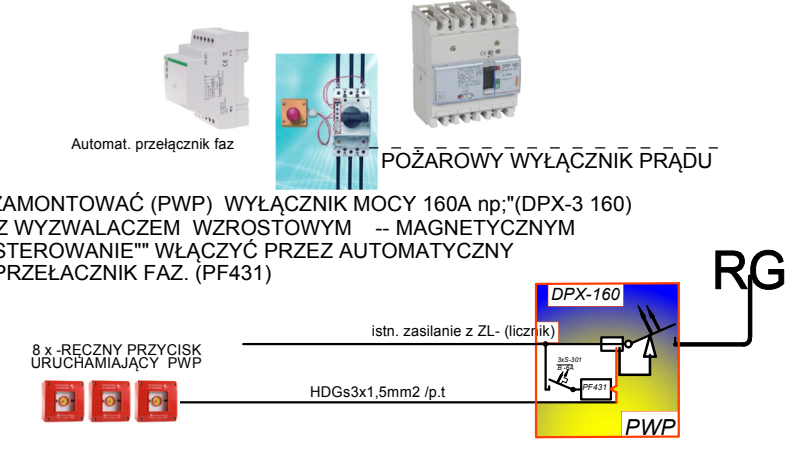 Automat. przełącznik faz
POŻAROWY WYŁĄCZNIK PRĄDU
ZAMONTOWAĆ (PWP) WYŁĄCZNIK MOCY 160A np;"(DPX-3 160)
Z WYZWALACZEM WZROSTOWYM -- MAGNETYCZNYM
STEROWANIE"" WŁĄCZYĆ PRZEZ AUTOMATYCZNY
PRZEŁACZNIK FAZ. (PF431)
RG
DPX-160
istn. zasilanie z ZL- (licznik)
8 x -RĘCZNY PRZYCISK
URUCHAMIAJĄCY PWP
3xS-301
B -6A
PF431
HDGs3x1,5mm2 /p.t
PWP